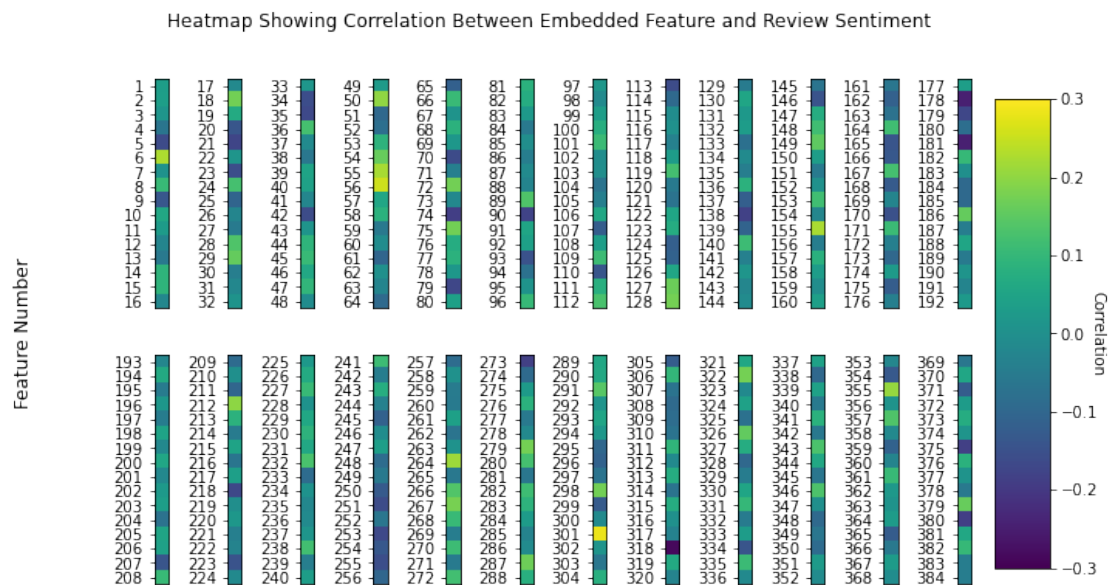 Heatmap Showing Correlation Between Embedded Feature and Review Sentiment
1 17 33 49 65 81 97 113 129 145 161 177
2 18 34 50 66 82 98 114 130 146 162 178
3 19 35 51 67 83 99 115 131 147 163 179
4 20 36 52 68 84 100 116 132 148 164 180
5 21 37 53 69 85 101 117 133 149 165 181
6 22 38 54 70 86 102 118 134 150 166 182
7 23 39 55 71 87 103 119 135 151 167 183
8 24 40 56 72 88 104 120 136 152 168 184
9 25 41 57 73 89 105 121 137 153 169 185
10 26 42 58 74 90 106 122 138 154 170 186
11 27 43 59 75 91 107 123 139 155 171 187
12 28 44 60 76 92 108 124 140 156 172 188
13 29 45 61 77 93 109 125 141 157 173 189
14 30 46 62 78 94 110 126 142 158 174 190
15 31 47 63 79 95 111 127 143 159 175 191
16 32 48 64 80 96 112 128 144 160 176 192
193 209 225 241 257 273 289 305 321 337 353 369
194 210 226 242 258 274 290 306 322 338 354 370
195 211 227 243 259 275 291 307 323 339 355 371
196 212 228 244 260 276 292 308 324 340 356 372
197 213 229 245 261 277 293 309 325 341 357 373
198 214 230 246 262 278 294 310 326 342 358 374
199 215 231 247 263 279 295 311 327 343 359 375
200 216 232 248 264 280 296 312 328 344 360 376
201 217 233 249 265 281 297 313 329 345 361 377
202 218 234 250 266 282 298 314 330 346 362 378
203 219 235 251 267 283 299 315 331 347 363 379
204 220 236 252 268 284 300 316 332 348 364 380
205 221 237 253 269 285 301 317 333 349 365 381
206 222 238 254 270 286 302 318 334 350 366 382
207 223 239 255 271 287 303 319 335 351 367 383
208 224 240 256 272 288 304 320 336 352 368 384
Feature Number
0.3
0.2
0.1
0.0
−0.1
−0.2
−0.3
Correlation